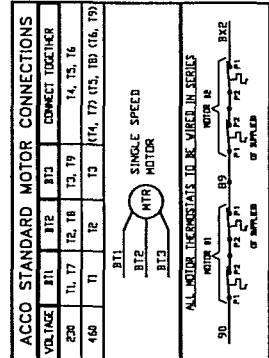 ACCO STANDARD MOTOR CONNECTIONS
VOLTAGE BT1 BT2 BT3 CONNECT TOGETHER
230 T1, T7 T2, T8 T3, T9 T4, T5, T6
460 T1 T2 T3 (T4, T7) (T5, T8) (T6, T9)
BT1
BT2
BT3
MTR
SINGLE SPEED
MOTOR
ALL MOTOR THERMOSTATS TO BE WIRED IN SERIES
MOTOR #1 MOTOR #2
90 P1 P2 P1 P2 B9 P1 P2 P2 P1 BX2
IF SUPPLIED IF SUPPLIED